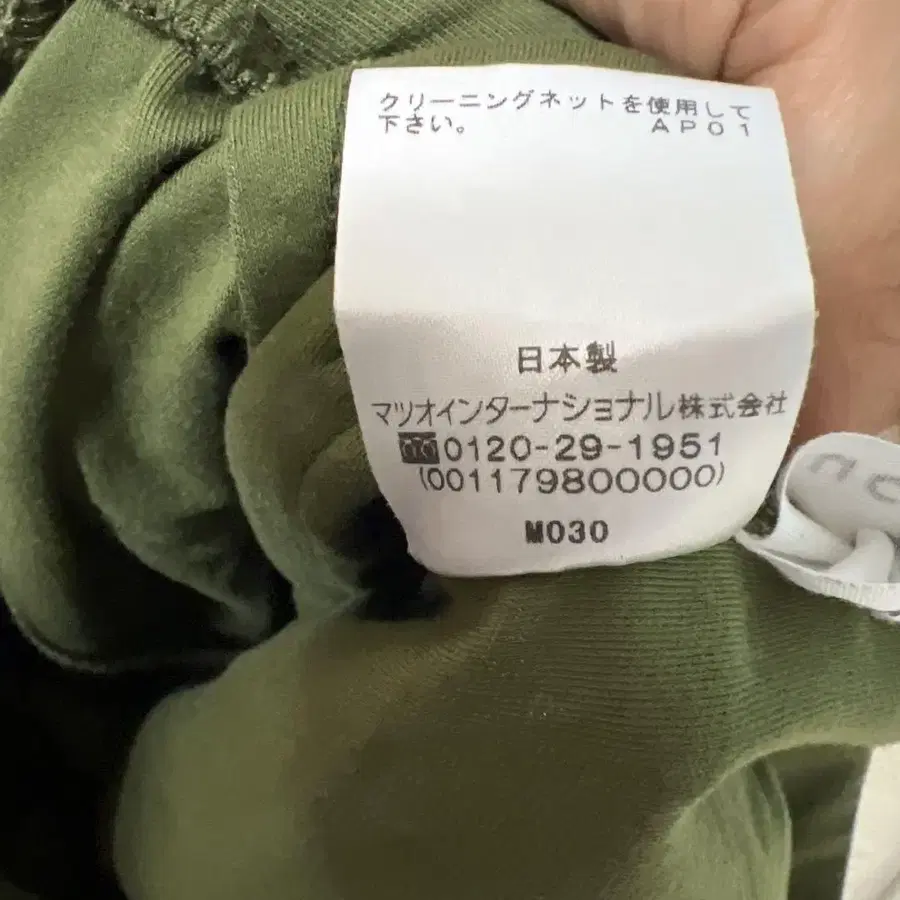 クリーニングネットを使用して
下さい。 AP01
日本製
マツオインターナショナル株式会社
0120-29-1951
(0011798000000)
M030